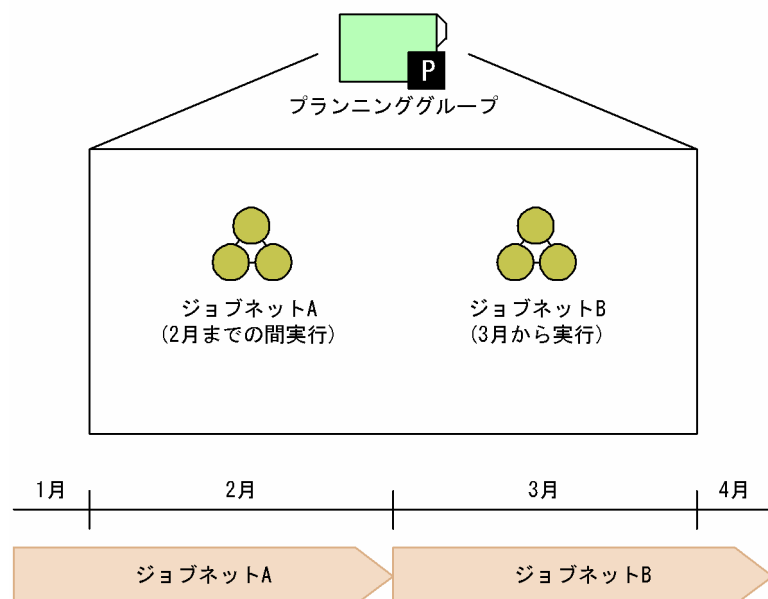 P
プランニンググループ
ジョブネットA
(2月までの間実行)
ジョブネットB
(3月から実行)
1月
2月
3月
4月
ジョブネットA
ジョブネットB